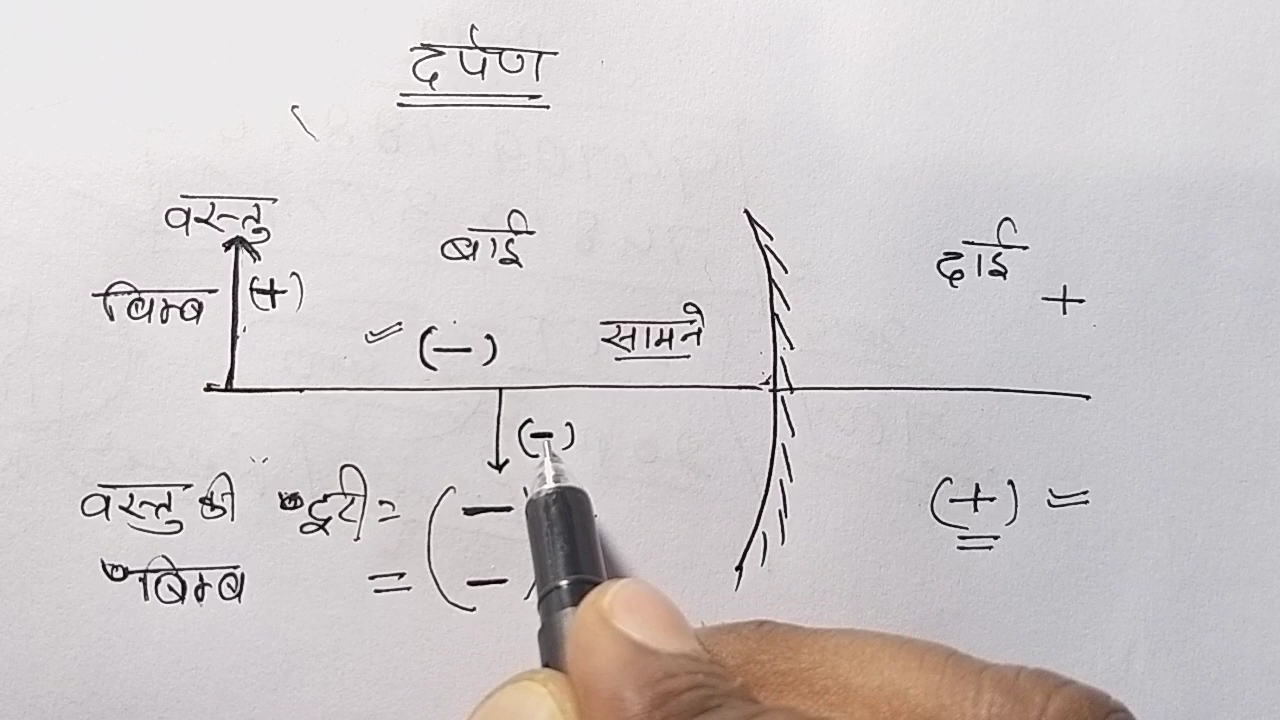 दर्पण
वस्तु
बाई
दाई
+
बिम्ब (+)
(–) सामने
(–)
वस्तु की दूरी = (–
(+) =
बिम्ब = (–